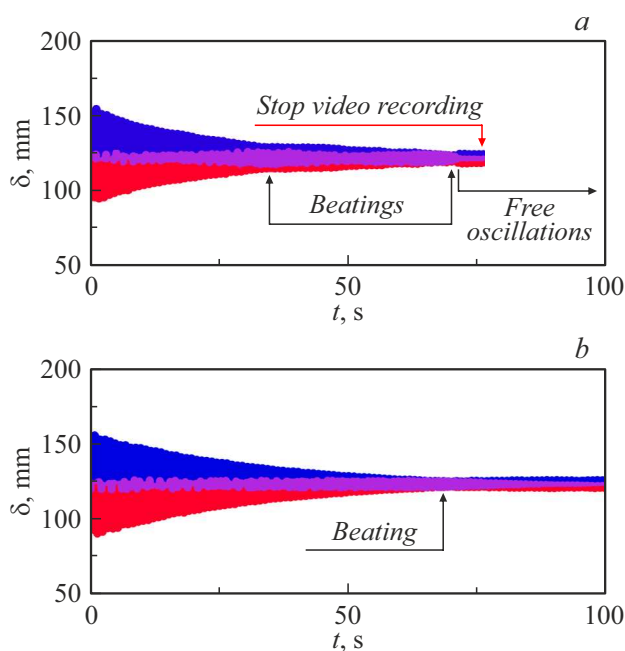 a
200
150
100
50
δ, mm
Stop video recording
Beatings
Free
oscillations
0
50
100
t, s
b
200
150
100
50
δ, mm
Beating
0
50
100
t, s